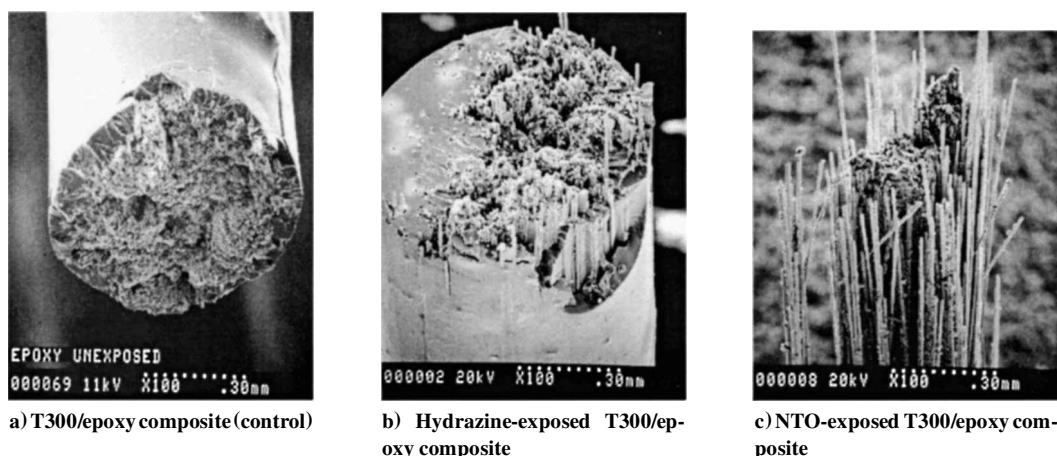 EPOXY UNEXPOSED
000069 11kV X100 .30mm
000002 20kV X100 .30mm
000008 20kV X100 .30mm
a) T300/epoxy composite (control)
b) Hydrazine-exposed T300/ep-
oxy composite
c) NTO-exposed T300/epoxy com-
posite